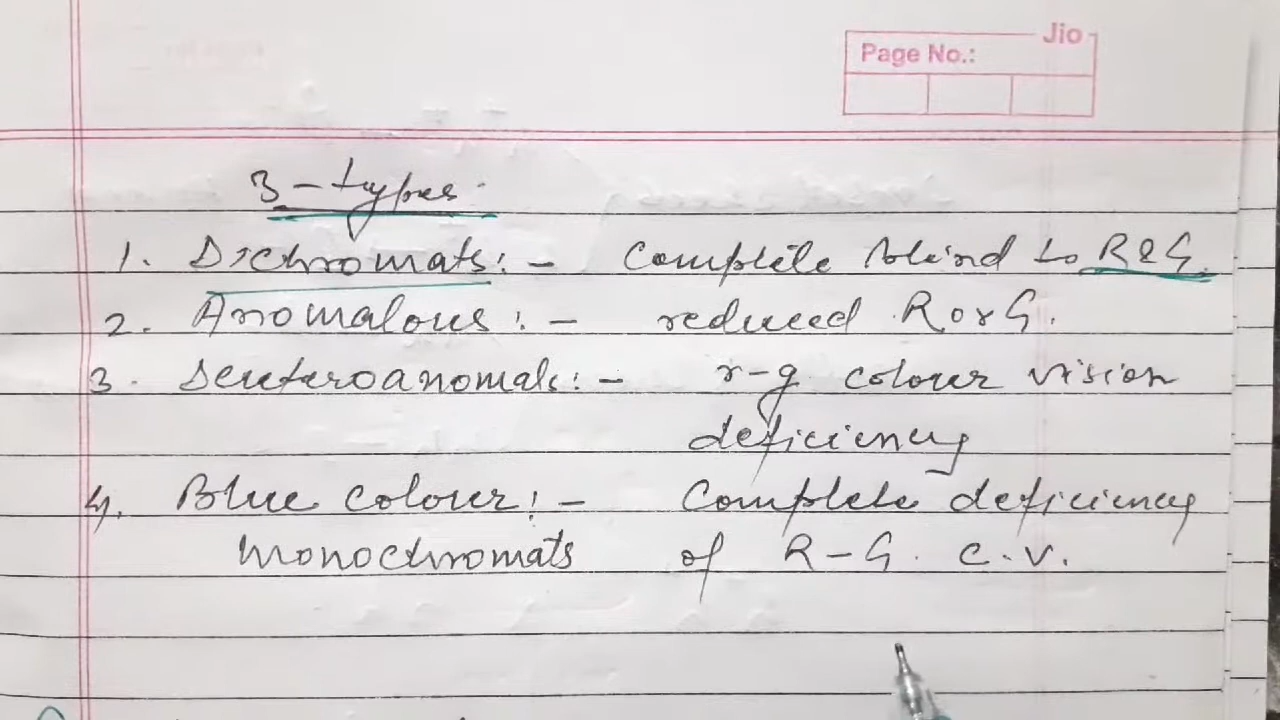 Jio
Page No.:
3 - types.
1. Dichromats :- Complete blind to R & G.
2. Anomalous :- reduced R or G.
3. Deuteroanomals :- r-g colour vision
deficiency
4. Blue colour :- Complete deficiency
monochromats of R-G. C.V.